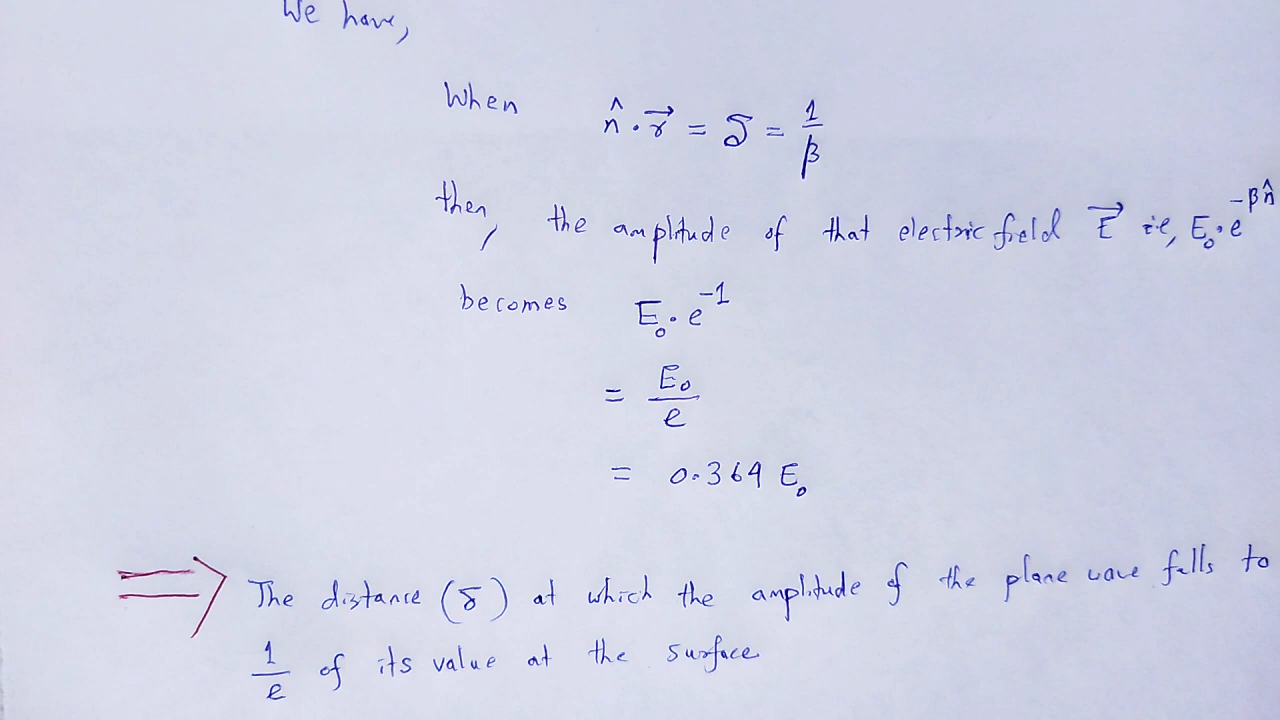 We have,
When n̂ · r⃗ = δ = 1/β
then, the amplitude of that electric field E⃗ ie, E₀·e^(-βn̂
becomes E₀·e^(-1)
= E₀/e
= 0.364 E₀
⟹ The distance (δ) at which the amplitude of the plane wave falls to
1/e of its value at the surface